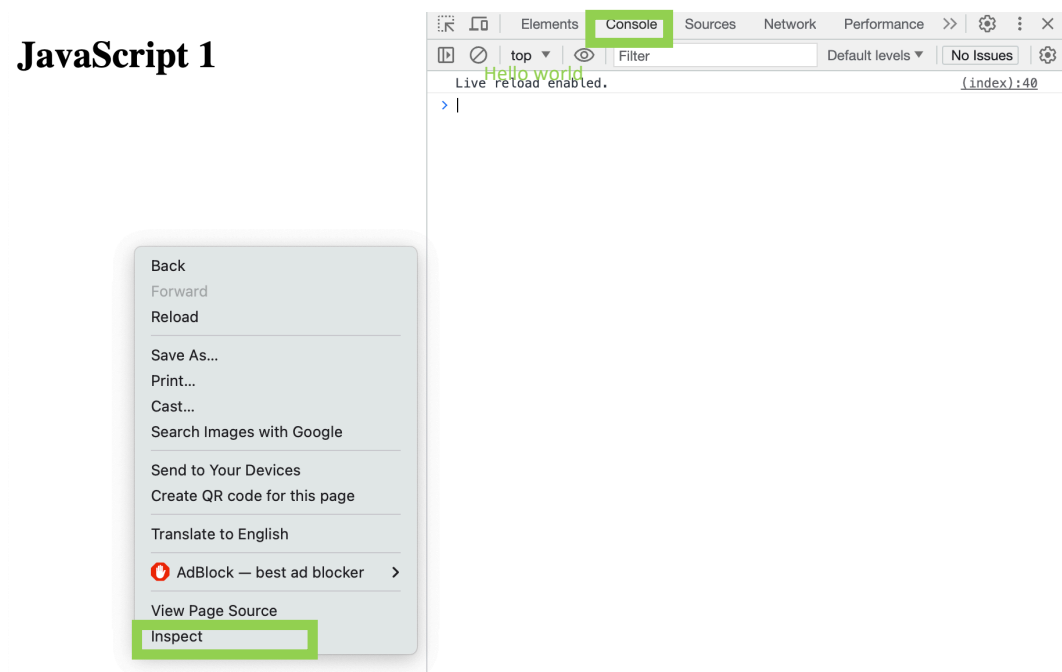 JavaScript 1
Back
Forward
Reload
Save As...
Print...
Cast...
Search Images with Google
Send to Your Devices
Create QR code for this page
Translate to English
AdBlock — best ad blocker
View Page Source
Inspect
Elements Console Sources Network Performance
top Filter Default levels No Issues
Hello world
Live reload enabled. (index):40